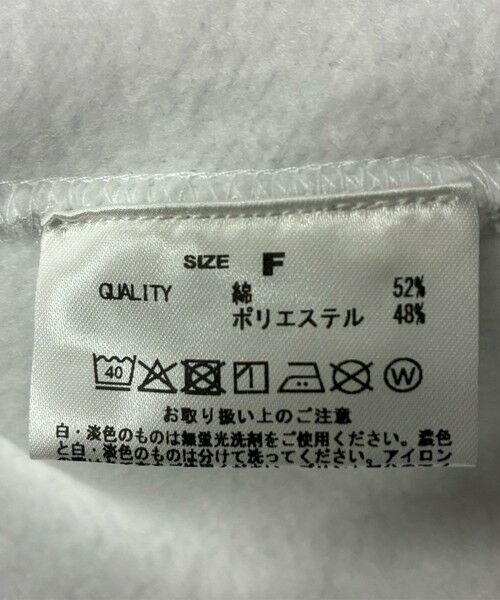 SIZE F
QUALITY 綿 52%
ポリエステル 48%
40
W
お取り扱い上のご注意
白・淡色のものは無蛍光洗剤をご使用ください。濃色
と白・淡色のものは分けて洗ってください。アイロン